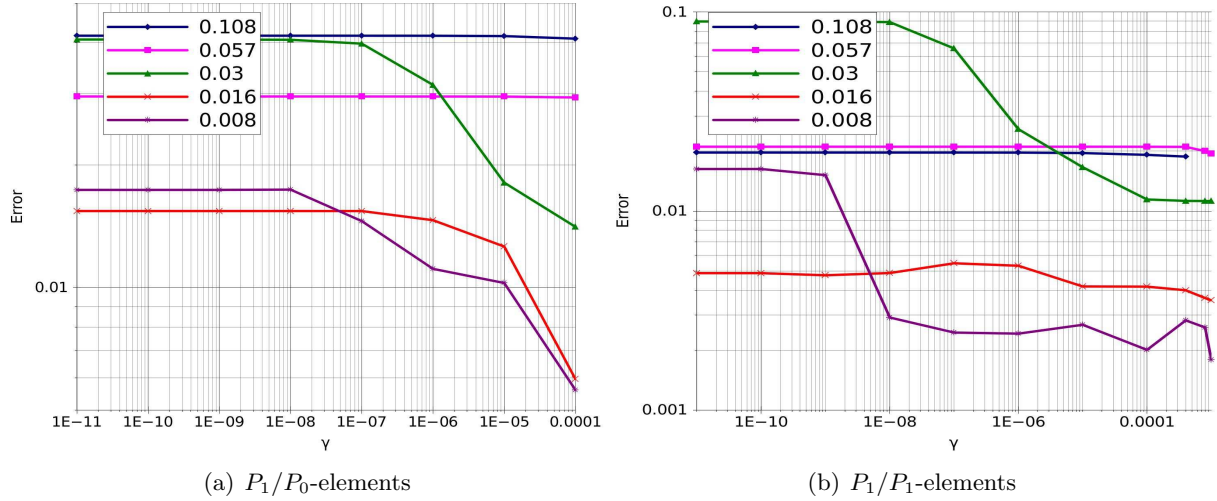 0.108
0.057
0.03
0.016
0.008
Error
0.01
1E-11 1E-10 1E-09 1E-08 1E-07 1E-06 1E-05 0.0001
γ
(a) P₁/P₀-elements
0.1
0.108
0.057
0.03
0.016
0.008
Error
0.01
0.001
1E-10 1E-08 1E-06 0.0001
γ
(b) P₁/P₁-elements